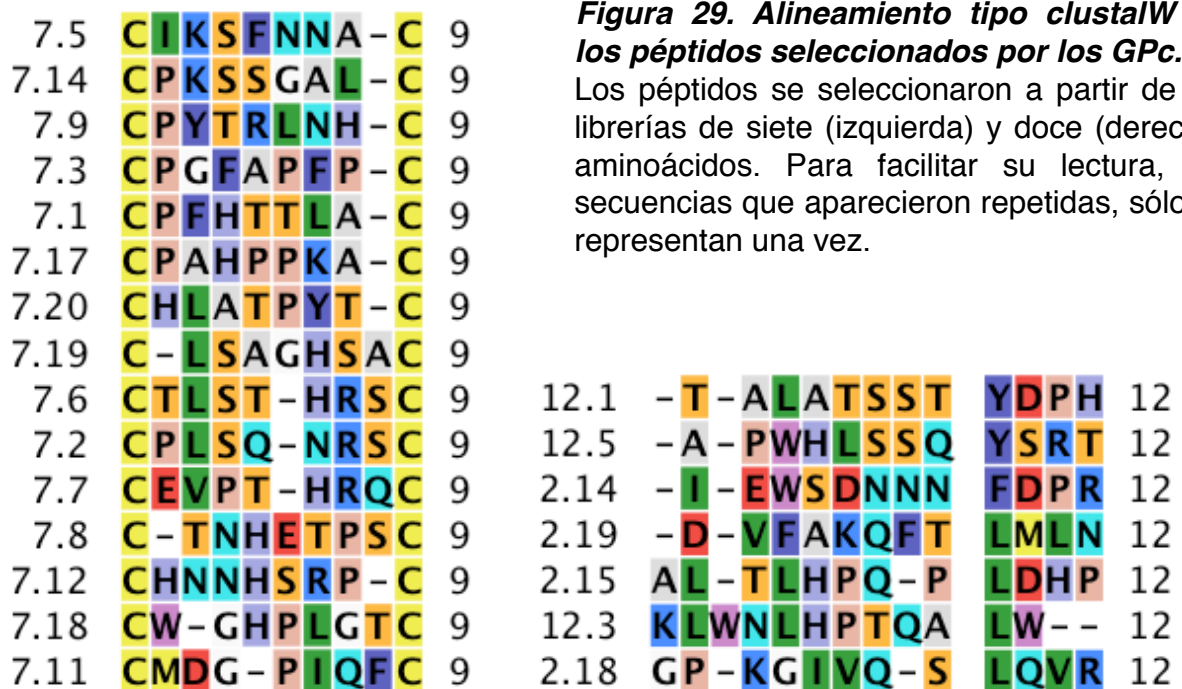 Figura 29. Alineamiento tipo clustalW
los péptidos seleccionados por los GPc.
Los péptidos se seleccionaron a partir de
librerías de siete (izquierda) y doce (derec
aminoácidos. Para facilitar su lectura,
secuencias que aparecieron repetidas, sólo
representan una vez.
7.5 CIKSFNNA-C 9
7.14 CPKSSGAL-C 9
7.9 CPYTRLNH-C 9
7.3 CPGFAPFP-C 9
7.1 CPFHTTLA-C 9
7.17 CPAHPPKA-C 9
7.20 CHLATPYT-C 9
7.19 C-LSAGHSAC 9
7.6 CTLST-HRSC 9
7.2 CPLSQ-NRSC 9
7.7 CEVPT-HRQC 9
7.8 C-TNHETPSC 9
7.12 CHNNHSRP-C 9
7.18 CW-GHPLGTC 9
7.11 CMDG-PIQFC 9
12.1 -T-ALATSST YDPH 12
12.5 -A-PWHLSSQ YSRT 12
2.14 -I-EWSDNNN FDPR 12
2.19 -D-VFAKQFT LMLN 12
2.15 AL-TLHPQ-P LDHP 12
12.3 KLWNLHPTQA LW-- 12
2.18 GP-KGIVQ-S LQVR 12